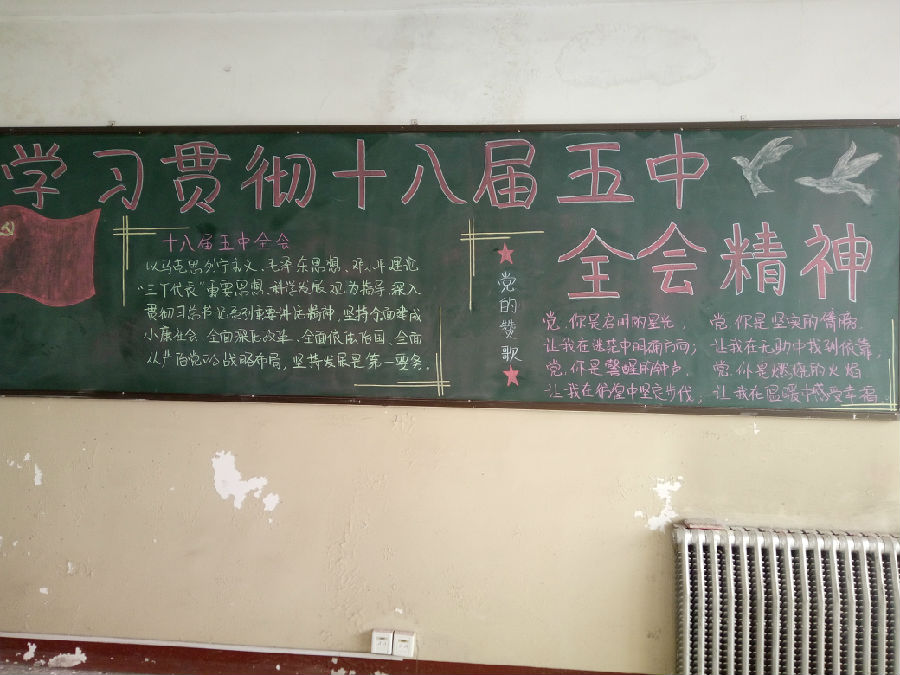 学习贯彻十八届五中
全会精神
十八届五中全会
以马克思列宁主义、毛泽东思想、邓小平理论
“三个代表”重要思想、科学发展观为指导,深入
贯彻习总书记系列重要讲话精神,坚持全面建成
小康社会、全面深化改革、全面依法治国、全面
从严治党的战略布局,坚持发展是第一要务。
党的赞歌
党,你是启明的星光,
让我在迷茫中明确方向;
党,你是警醒的钟声,
让我在彷徨中坚定步伐;
党,你是坚实的臂膀,
让我在无助中找到依靠;
党,你是燃烧的火焰
让我在温暖中感受幸福。